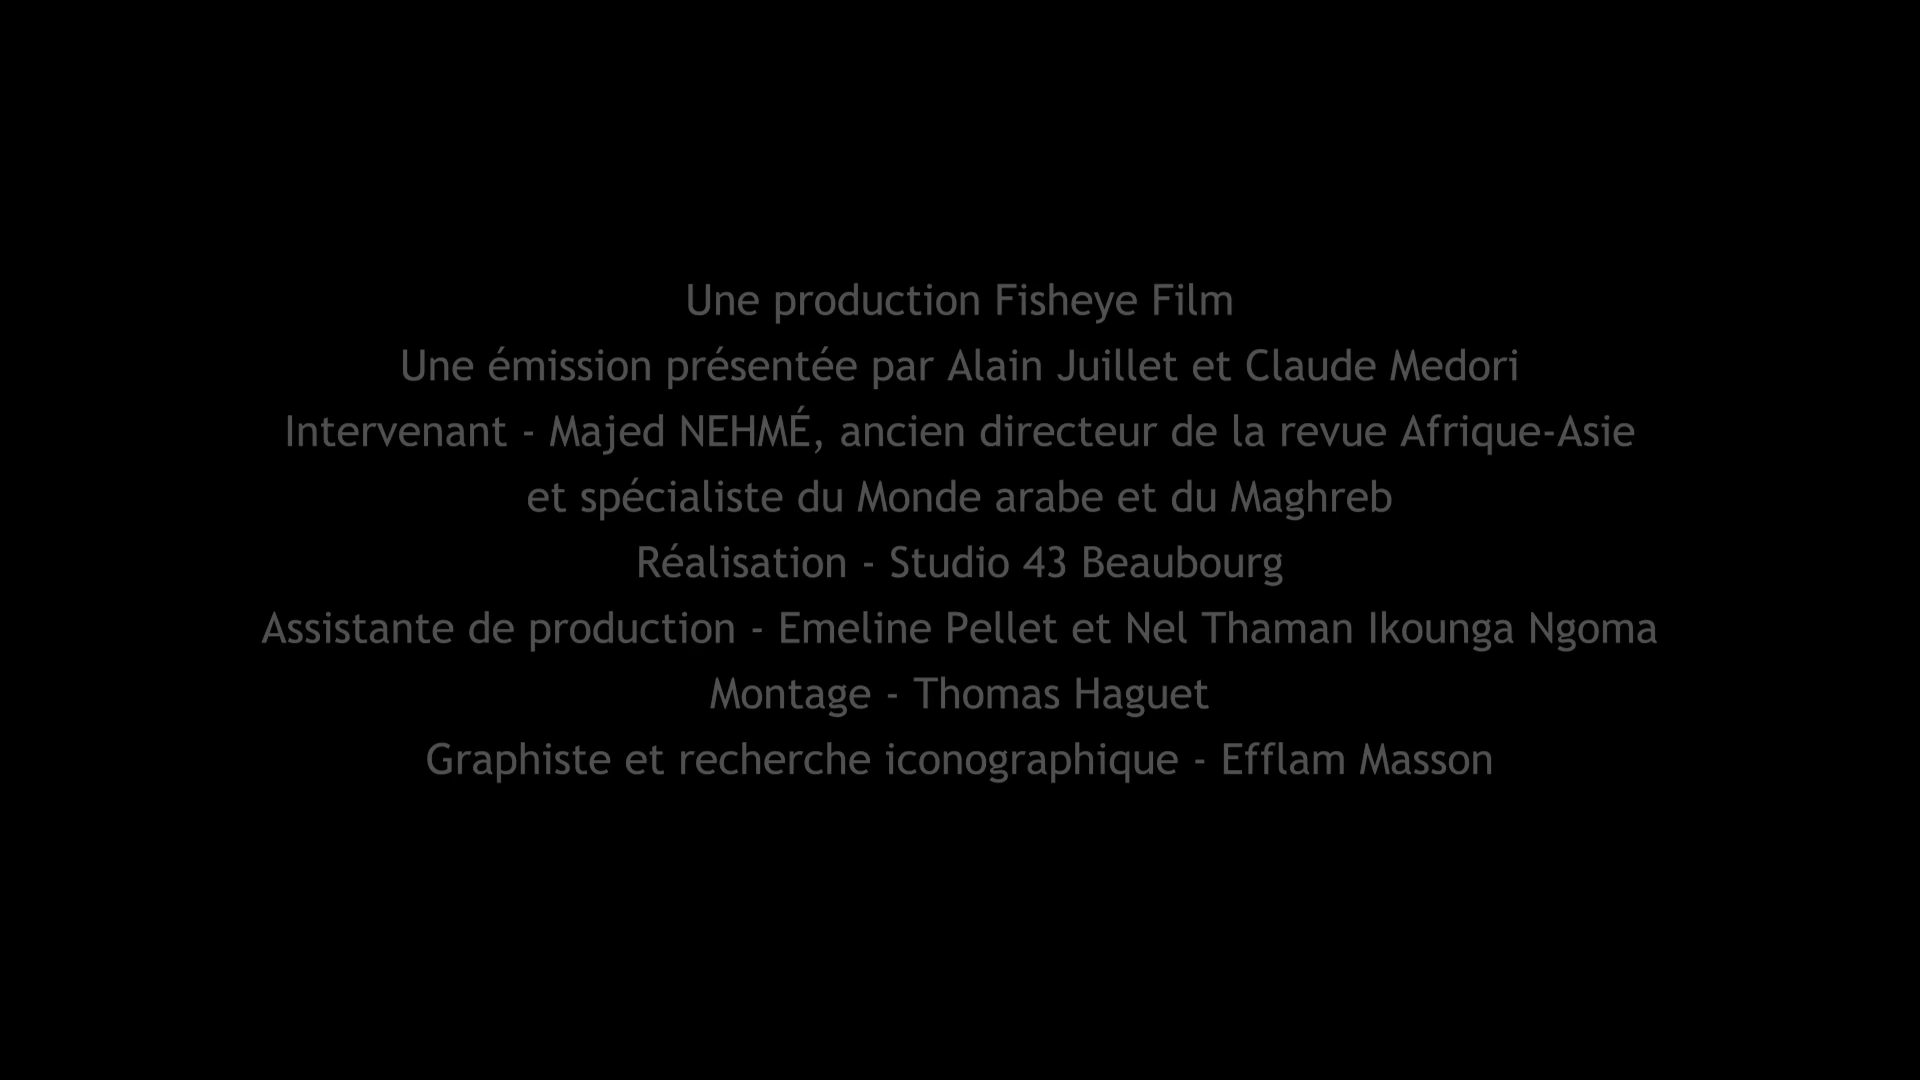 Une production Fisheye Film
Une émission présentée par Alain Juillet et Claude Medori
Intervenant - Majed NEHMÉ, ancien directeur de la revue Afrique-Asie
et spécialiste du Monde arabe et du Maghreb
Réalisation - Studio 43 Beaubourg
Assistante de production - Emeline Pellet et Nel Thaman Ikounga Ngoma
Montage - Thomas Haguet
Graphiste et recherche iconographique - Efflam Masson